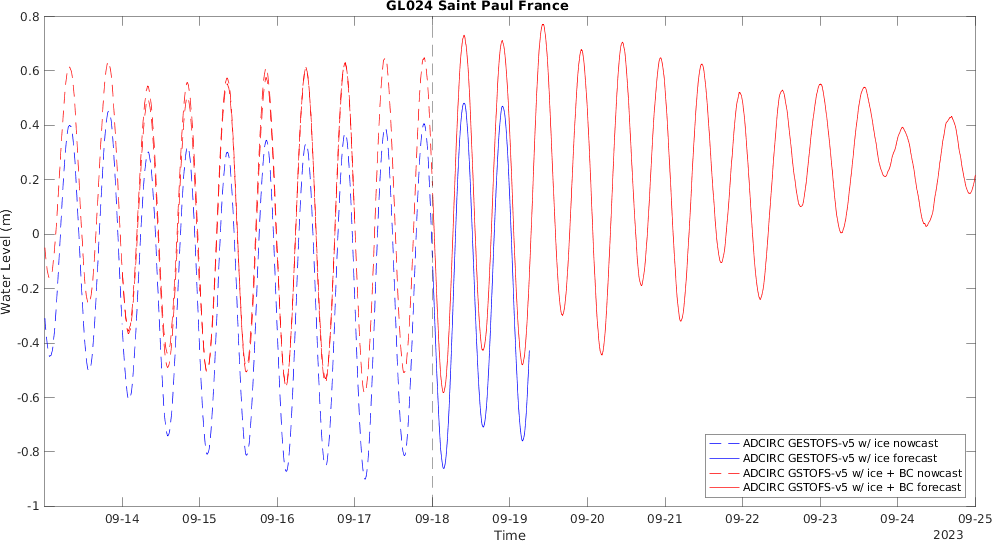 GL024 Saint Paul France
Water Level (m)
0.8
0.6
0.4
0.2
0
-0.2
-0.4
-0.6
-0.8
-1
ADCIRC GESTOFS-v5 w/ ice nowcast
ADCIRC GESTOFS-v5 w/ ice forecast
ADCIRC GSTOFS-v5 w/ ice + BC nowcast
ADCIRC GSTOFS-v5 w/ ice + BC forecast
09-14 09-15 09-16 09-17 09-18 09-19 09-20 09-21 09-22 09-23 09-24 09-25
Time
2023